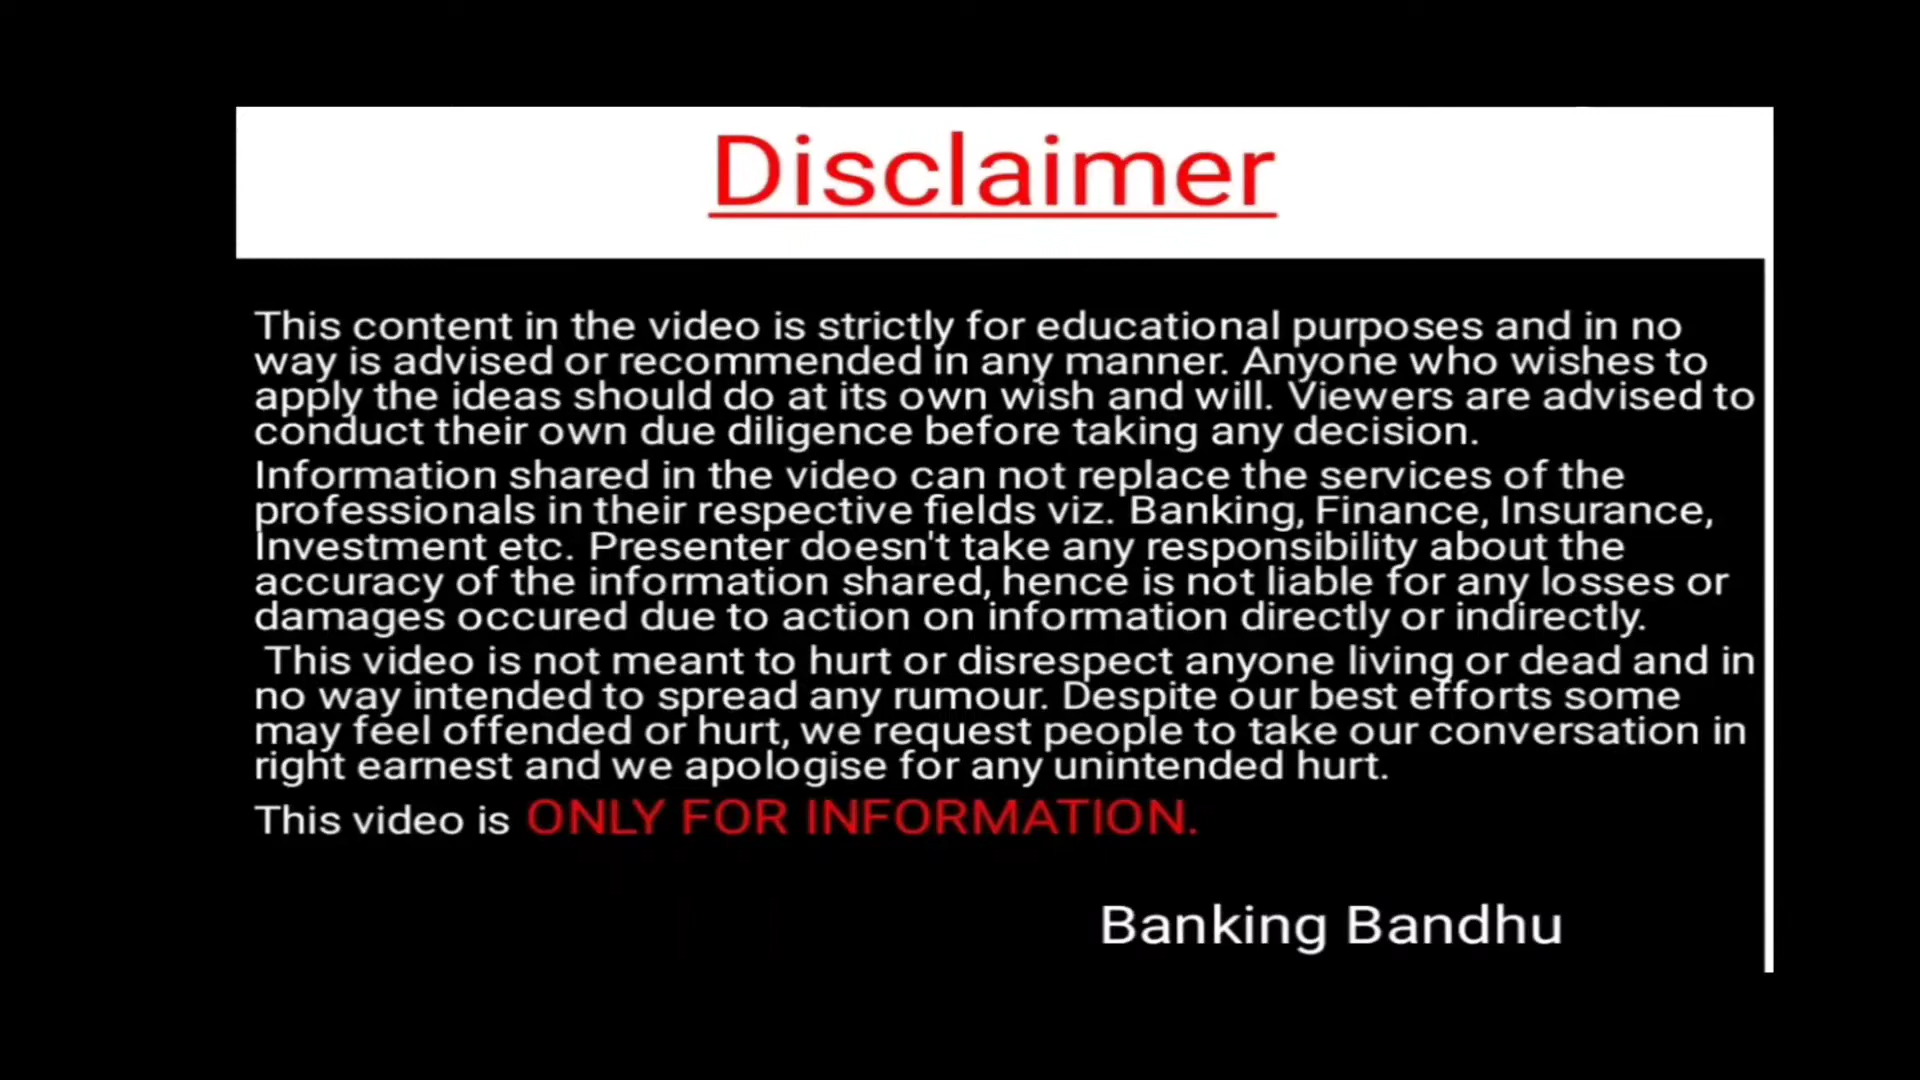 Disclaimer
This content in the video is strictly for educational purposes and in no
way is advised or recommended in any manner. Anyone who wishes to
apply the ideas should do at its own wish and will. Viewers are advised to
conduct their own due diligence before taking any decision.
Information shared in the video can not replace the services of the
professionals in their respective fields viz. Banking, Finance, Insurance,
Investment etc. Presenter doesn't take any responsibility about the
accuracy of the information shared, hence is not liable for any losses or
damages occured due to action on information directly or indirectly.
This video is not meant to hurt or disrespect anyone living or dead and in
no way intended to spread any rumour. Despite our best efforts some
may feel offended or hurt, we request people to take our conversation in
right earnest and we apologise for any unintended hurt.
This video is ONLY FOR INFORMATION.
Banking Bandhu